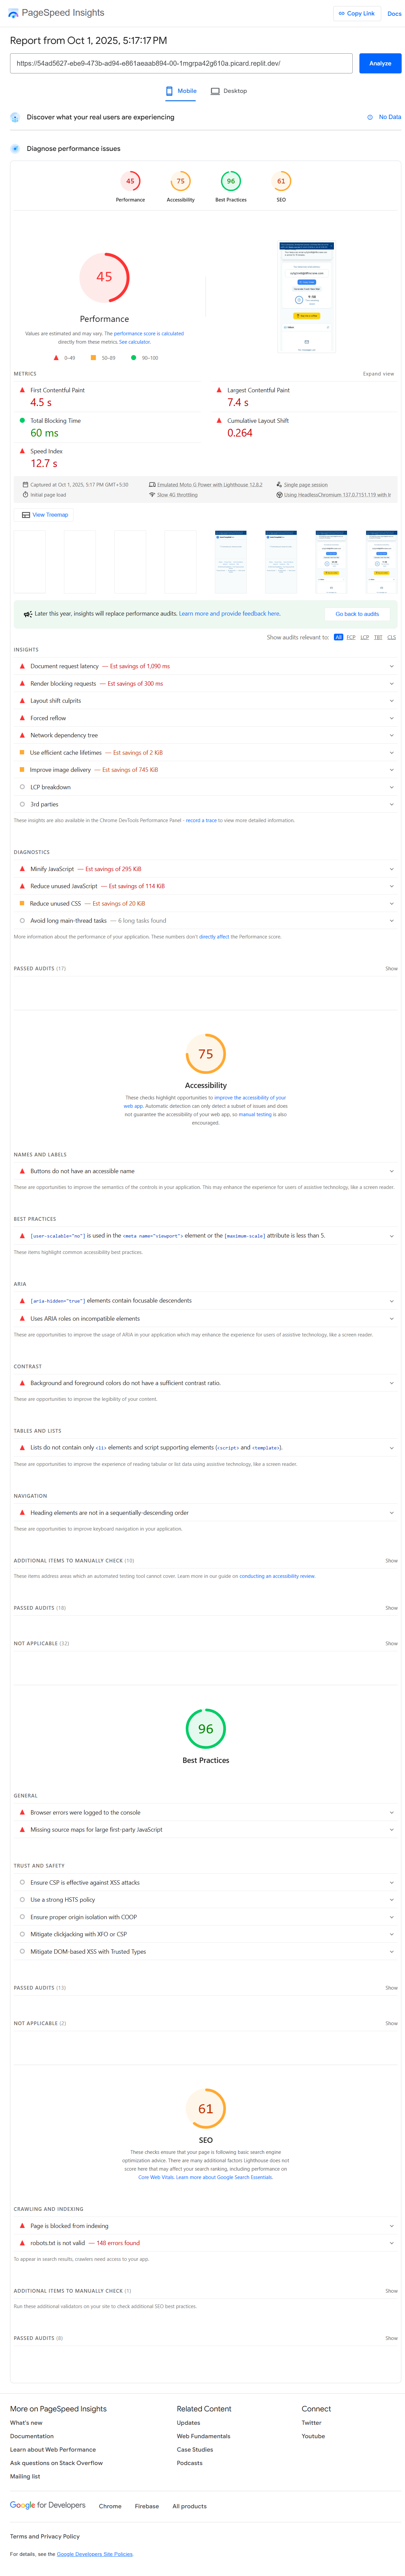 PageSpeed Insights
Copy Link
Docs
Report from Oct 1, 2025, 5:17:17 PM
https://54ad5627-ebe9-473b-ad94-e861aeaab894-00-1mgrpa42g610a.picard.replit.dev/
Analyze
Mobile
Desktop
Discover what your real users are experiencing
No Data
Diagnose performance issues
45
75
96
61
Performance
Accessibility
Best Practices
SEO
45
Performance
Values are estimated and may vary. The performance score is calculated
directly from these metrics. See calculator.
0–49
50–89
90–100
METRICS
Expand view
First Contentful Paint
4.5 s
Largest Contentful Paint
7.4 s
Total Blocking Time
60 ms
Cumulative Layout Shift
0.264
Speed Index
12.7 s
Captured at Oct 1, 2025, 5:17 PM GMT+5:30
Emulated Moto G Power with Lighthouse 12.8.2
Single page session
Initial page load
Slow 4G throttling
Using HeadlessChromium 137.0.7151.119 with lr
View Treemap
Later this year, insights will replace performance audits. Learn more and provide feedback here.
Go back to audits
Show audits relevant to: All FCP LCP TBT CLS
INSIGHTS
Document request latency — Est savings of 1,090 ms
Render blocking requests — Est savings of 300 ms
Layout shift culprits
Forced reflow
Network dependency tree
Use efficient cache lifetimes — Est savings of 2 KiB
Improve image delivery — Est savings of 745 KiB
LCP breakdown
3rd parties
These insights are also available in the Chrome DevTools Performance Panel - record a trace to view more detailed information.
DIAGNOSTICS
Minify JavaScript — Est savings of 295 KiB
Reduce unused JavaScript — Est savings of 114 KiB
Reduce unused CSS — Est savings of 20 KiB
Avoid long main-thread tasks — 6 long tasks found
More information about the performance of your application. These numbers don't directly affect the Performance score.
PASSED AUDITS (17)
Show
75
Accessibility
These checks highlight opportunities to improve the accessibility of your
web app. Automatic detection can only detect a subset of issues and does
not guarantee the accessibility of your web app, so manual testing is also
encouraged.
NAMES AND LABELS
Buttons do not have an accessible name
These are opportunities to improve the semantics of the controls in your application. This may enhance the experience for users of assistive technology, like a screen reader.
BEST PRACTICES
[user-scalable="no"] is used in the <meta name="viewport"> element or the [maximum-scale] attribute is less than 5.
These items highlight common accessibility best practices.
ARIA
[aria-hidden="true"] elements contain focusable descendents
Uses ARIA roles on incompatible elements
These are opportunities to improve the usage of ARIA in your application which may enhance the experience for users of assistive technology, like a screen reader.
CONTRAST
Background and foreground colors do not have a sufficient contrast ratio.
These are opportunities to improve the legibility of your content.
TABLES AND LISTS
Lists do not contain only <li> elements and script supporting elements (<script> and <template>).
These are opportunities to improve the experience of reading tabular or list data using assistive technology, like a screen reader.
NAVIGATION
Heading elements are not in a sequentially-descending order
These are opportunities to improve keyboard navigation in your application.
ADDITIONAL ITEMS TO MANUALLY CHECK (10)
Show
These items address areas which an automated testing tool cannot cover. Learn more in our guide on conducting an accessibility review.
PASSED AUDITS (18)
Show
NOT APPLICABLE (32)
Show
96
Best Practices
GENERAL
Browser errors were logged to the console
Missing source maps for large first-party JavaScript
TRUST AND SAFETY
Ensure CSP is effective against XSS attacks
Use a strong HSTS policy
Ensure proper origin isolation with COOP
Mitigate clickjacking with XFO or CSP
Mitigate DOM-based XSS with Trusted Types
PASSED AUDITS (13)
Show
NOT APPLICABLE (2)
Show
61
SEO
These checks ensure that your page is following basic search engine
optimization advice. There are many additional factors Lighthouse does not
score here that may affect your search ranking, including performance on
Core Web Vitals. Learn more about Google Search Essentials.
CRAWLING AND INDEXING
Page is blocked from indexing
robots.txt is not valid — 148 errors found
To appear in search results, crawlers need access to your app.
ADDITIONAL ITEMS TO MANUALLY CHECK (1)
Show
Run these additional validators on your site to check additional SEO best practices.
PASSED AUDITS (8)
Show
More on PageSpeed Insights
What's new
Documentation
Learn about Web Performance
Ask questions on Stack Overflow
Mailing list
Related Content
Updates
Web Fundamentals
Case Studies
Podcasts
Connect
Twitter
Youtube
Google for Developers
Chrome
Firebase
All products
Terms and Privacy Policy
For details, see the Google Developers Site Policies